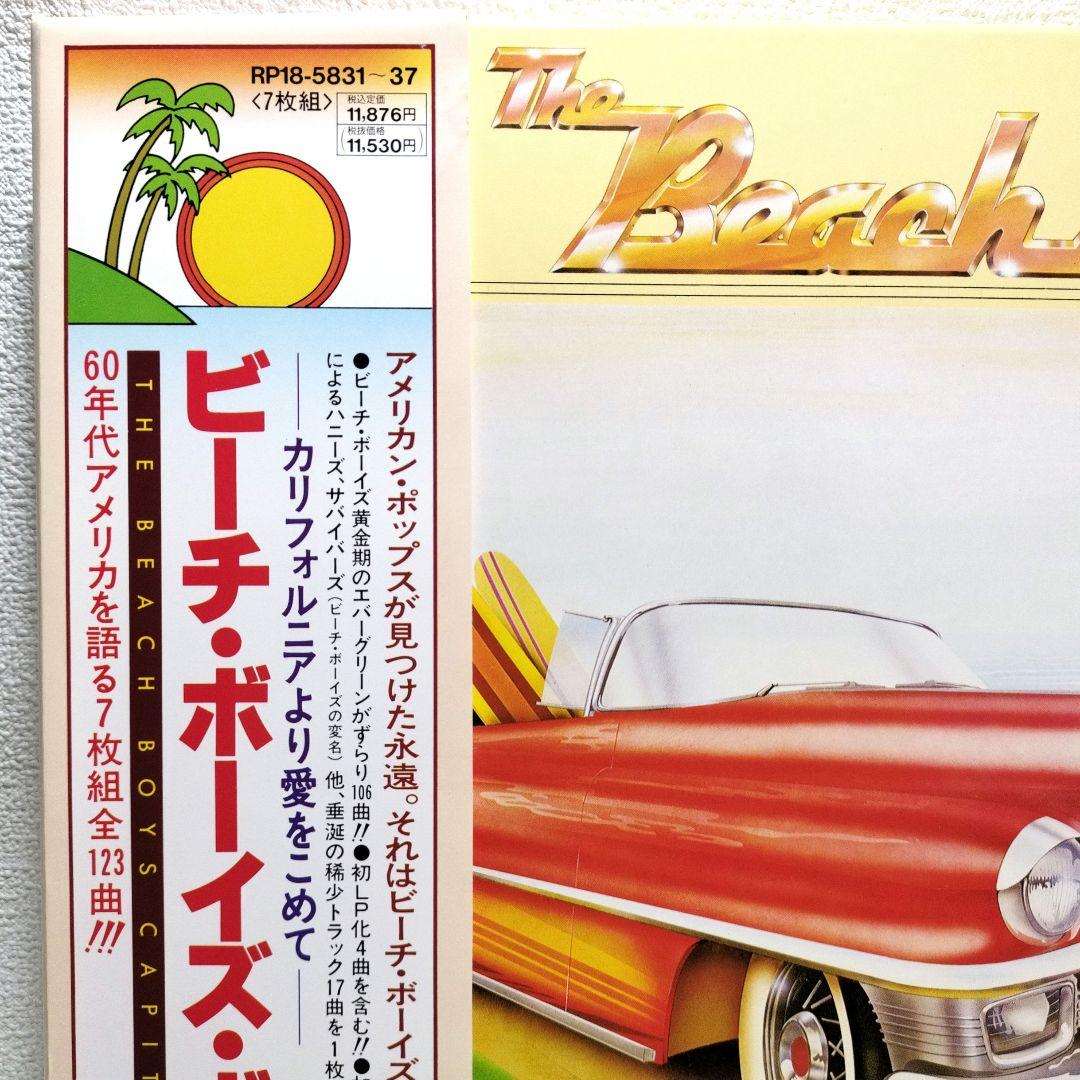 RP18-5831~37
〈7枚組〉
税込定価
11,876円
税抜価格
(11,530円)
アメリカン・ポップスが見つけた永遠。それはビーチ・ボーイズ
●ビーチ・ボーイズ黄金期のエバーグリーンがずらり106曲!!●初LP化4曲を含む!!●
によるハニーズ、サバイバーズ(ビーチ・ボーイズの変名)他、垂涎の稀少トラック17曲を1枚
——カリフォルニアより愛をこめて——
ビーチ・ボーイズ・
THE BEACH BOYS CAPIT
60年代アメリカを語る7枚組全123曲!!!
The
Beach